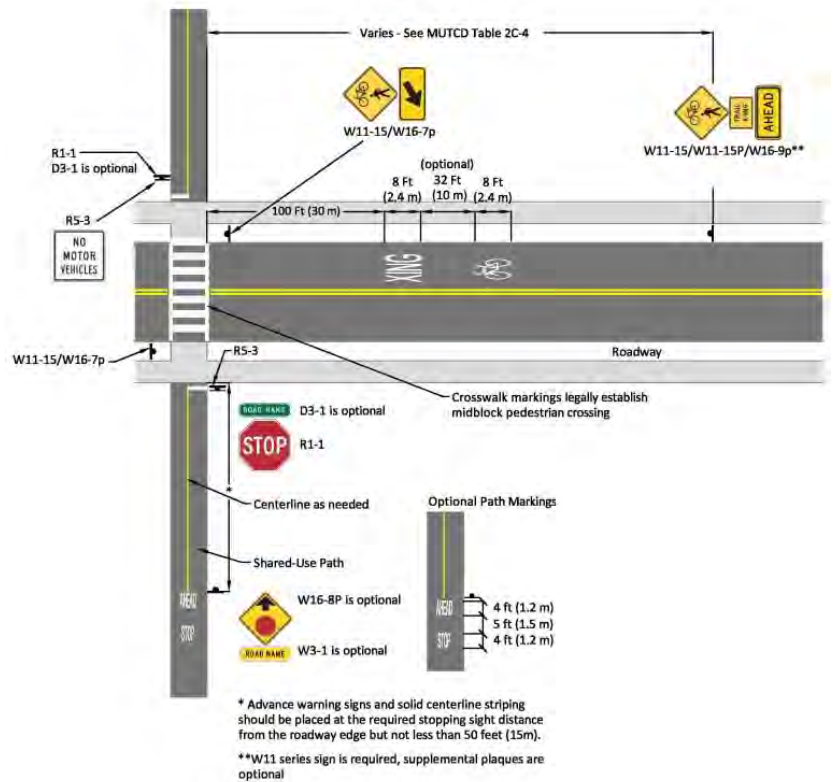 Varies - See MUTCD Table 2C-4
W11-15/W16-7p
TRAIL
X-ING
AHEAD
W11-15/W11-15P/W16-9p**
R1-1
D3-1 is optional
R5-3
NO
MOTOR
VEHICLES
(optional)
8 Ft
(2.4 m)
32 Ft
(10 m)
8 Ft
(2.4 m)
100 Ft (30 m)
XING
W11-15/W16-7p
R5-3
Roadway
Crosswalk markings legally establish
midblock pedestrian crossing
ROAD NAME
D3-1 is optional
STOP
R1-1
*
Centerline as needed
Optional Path Markings
Shared-Use Path
AHEAD
STOP
W16-8P is optional
ROAD NAME
W3-1 is optional
AHEAD
STOP
4 ft (1.2 m)
5 ft (1.5 m)
4 ft (1.2 m)
* Advance warning signs and solid centerline striping
should be placed at the required stopping sight distance
from the roadway edge but not less than 50 feet (15m).
**W11 series sign is required, supplemental plaques are
optional